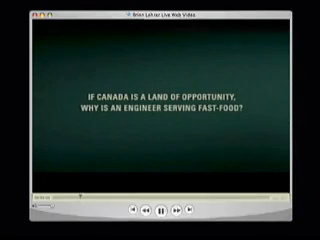 Brian Lehrer Live Web Video
IF CANADA IS A LAND OF OPPORTUNITY,
WHY IS AN ENGINEER SERVING FAST-FOOD?